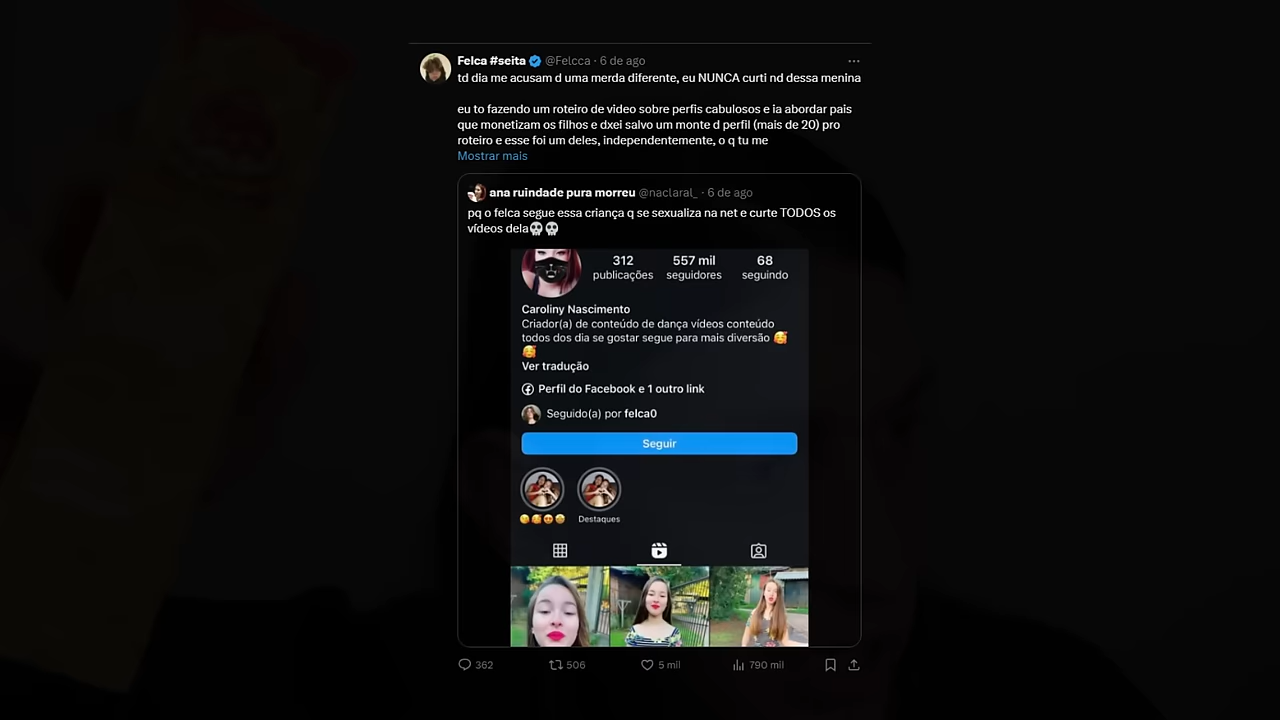 Felca #seita @Felcca · 6 de ago
td dia me acusam d uma merda diferente, eu NUNCA curti nd dessa menina
eu to fazendo um roteiro de video sobre perfis cabulosos e ia abordar pais
que monetizam os filhos e dxei salvo um monte d perfil (mais de 20) pro
roteiro e esse foi um deles, independentemente, o q tu me
Mostrar mais
ana ruindade pura morreu @naclaral_ · 6 de ago
pq o felca segue essa criança q se sexualiza na net e curte TODOS os
vídeos dela💀💀
312 557 mil 68
publicações seguidores seguindo
Caroliny Nascimento
Criador(a) de conteúdo de dança vídeos conteúdo
todos dos dia se gostar segue para mais diversão 🥰
🥰
Ver tradução
Perfil do Facebook e 1 outro link
Seguido(a) por felca0
Seguir
Destaques
362 506 5 mil 790 mil